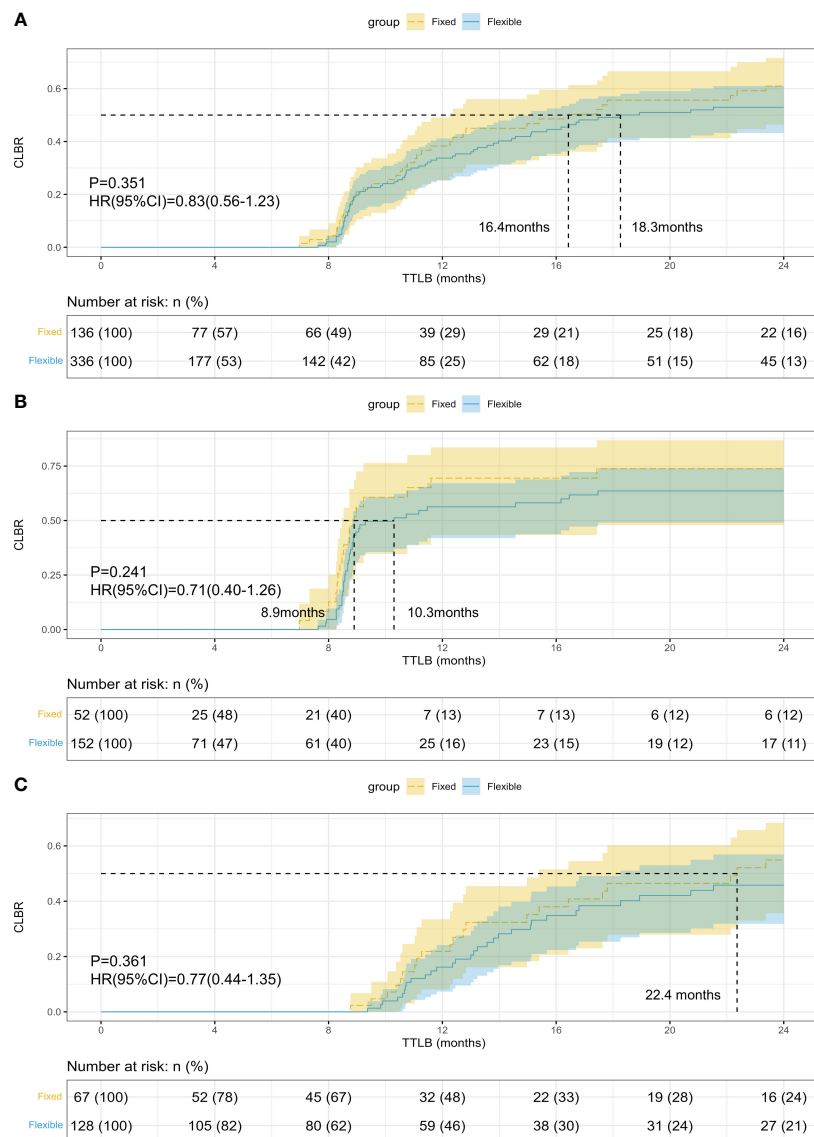 A
group Fixed Flexible
0.6
0.4
0.2
0.0
CLBR
P=0.351
HR(95%CI)=0.83(0.56-1.23)
16.4months 18.3months
0 4 8 12 16 20 24
TTLB (months)
Number at risk: n (%)
Fixed 136 (100) 77 (57) 66 (49) 39 (29) 29 (21) 25 (18) 22 (16)
Flexible 336 (100) 177 (53) 142 (42) 85 (25) 62 (18) 51 (15) 45 (13)
B
group Fixed Flexible
0.75
0.50
0.25
0.00
CLBR
P=0.241
HR(95%CI)=0.71(0.40-1.26)
8.9months 10.3months
0 4 8 12 16 20 24
TTLB (months)
Number at risk: n (%)
Fixed 52 (100) 25 (48) 21 (40) 7 (13) 7 (13) 6 (12) 6 (12)
Flexible 152 (100) 71 (47) 61 (40) 25 (16) 23 (15) 19 (12) 17 (11)
C
group Fixed Flexible
0.6
0.4
0.2
0.0
CLBR
P=0.361
HR(95%CI)=0.77(0.44-1.35)
22.4 months
0 4 8 12 16 20 24
TTLB (months)
Number at risk: n (%)
Fixed 67 (100) 52 (78) 45 (67) 32 (48) 22 (33) 19 (28) 16 (24)
Flexible 128 (100) 105 (82) 80 (62) 59 (46) 38 (30) 31 (24) 27 (21)